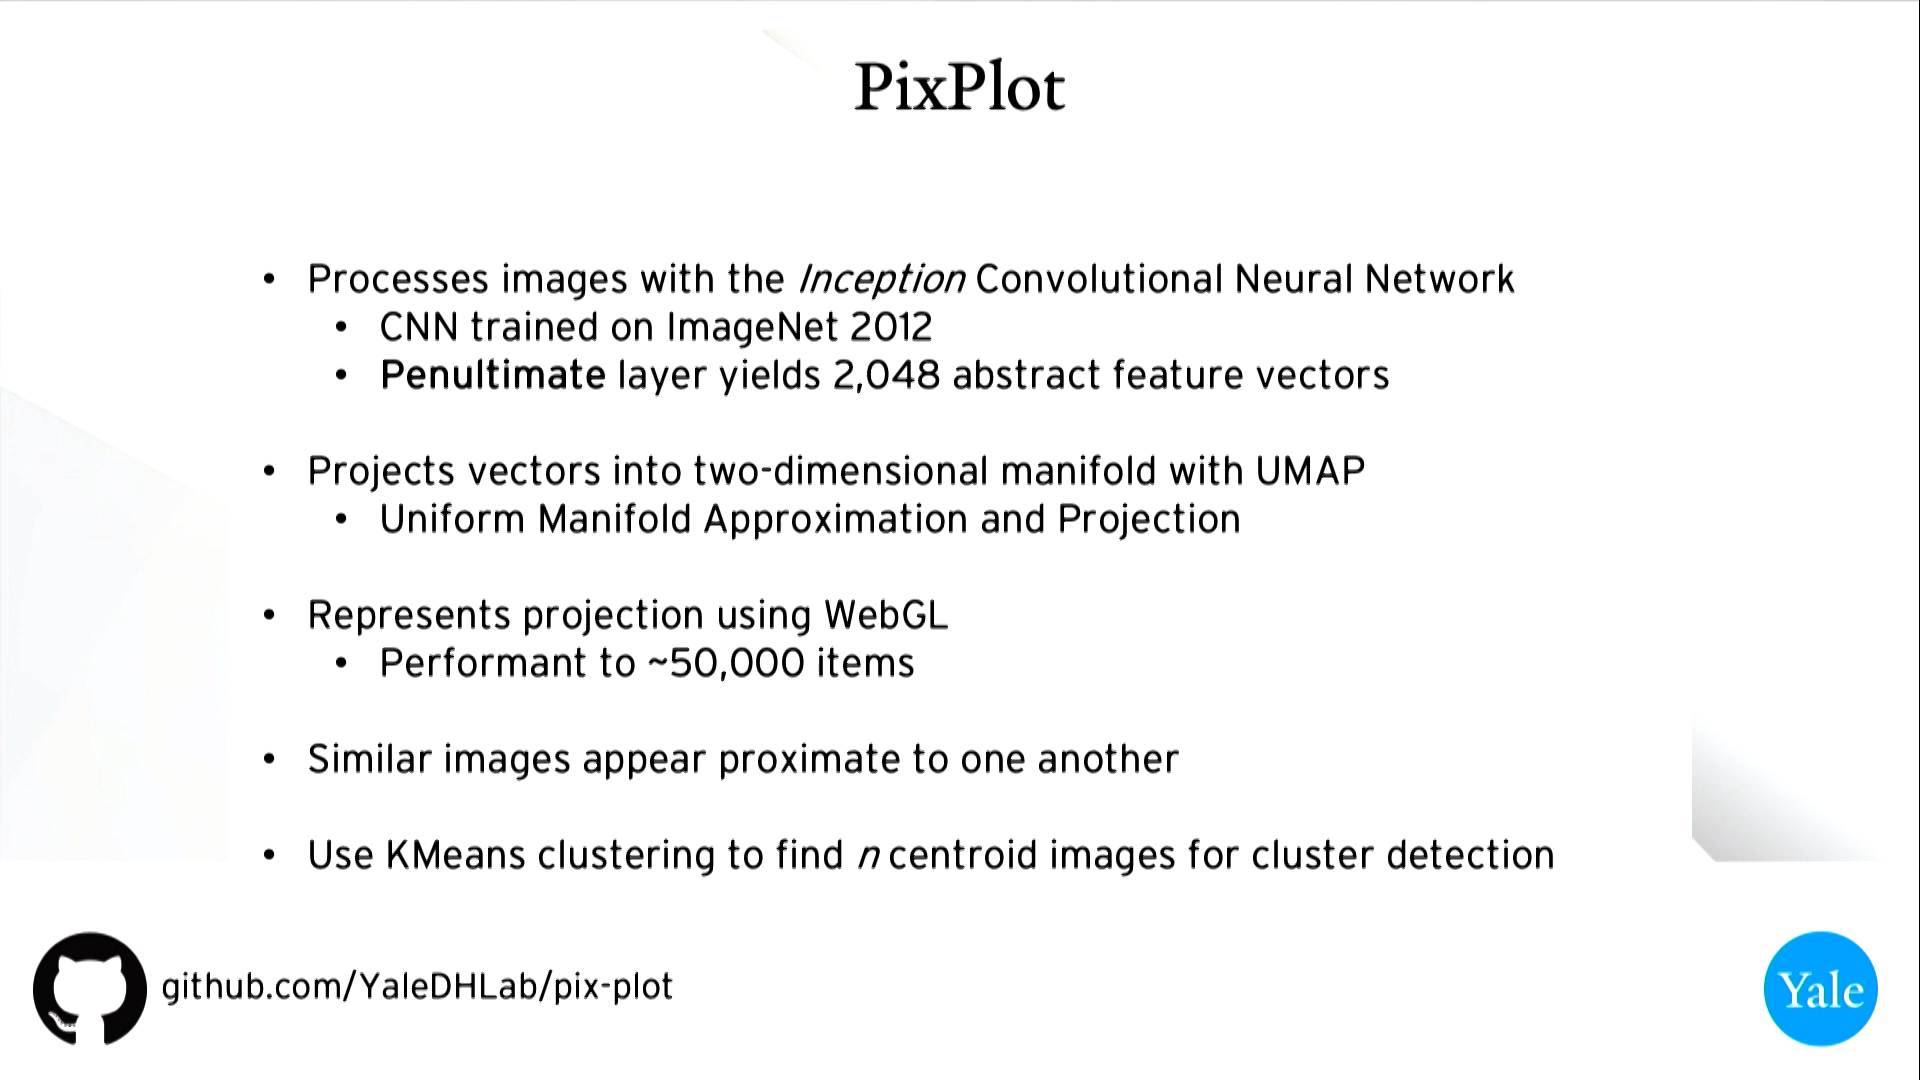 PixPlot
• Processes images with the Inception Convolutional Neural Network
• CNN trained on ImageNet 2012
• Penultimate layer yields 2,048 abstract feature vectors
• Projects vectors into two-dimensional manifold with UMAP
• Uniform Manifold Approximation and Projection
• Represents projection using WebGL
• Performant to ~50,000 items
• Similar images appear proximate to one another
• Use KMeans clustering to find n centroid images for cluster detection
github.com/YaleDHLab/pix-plot
Yale